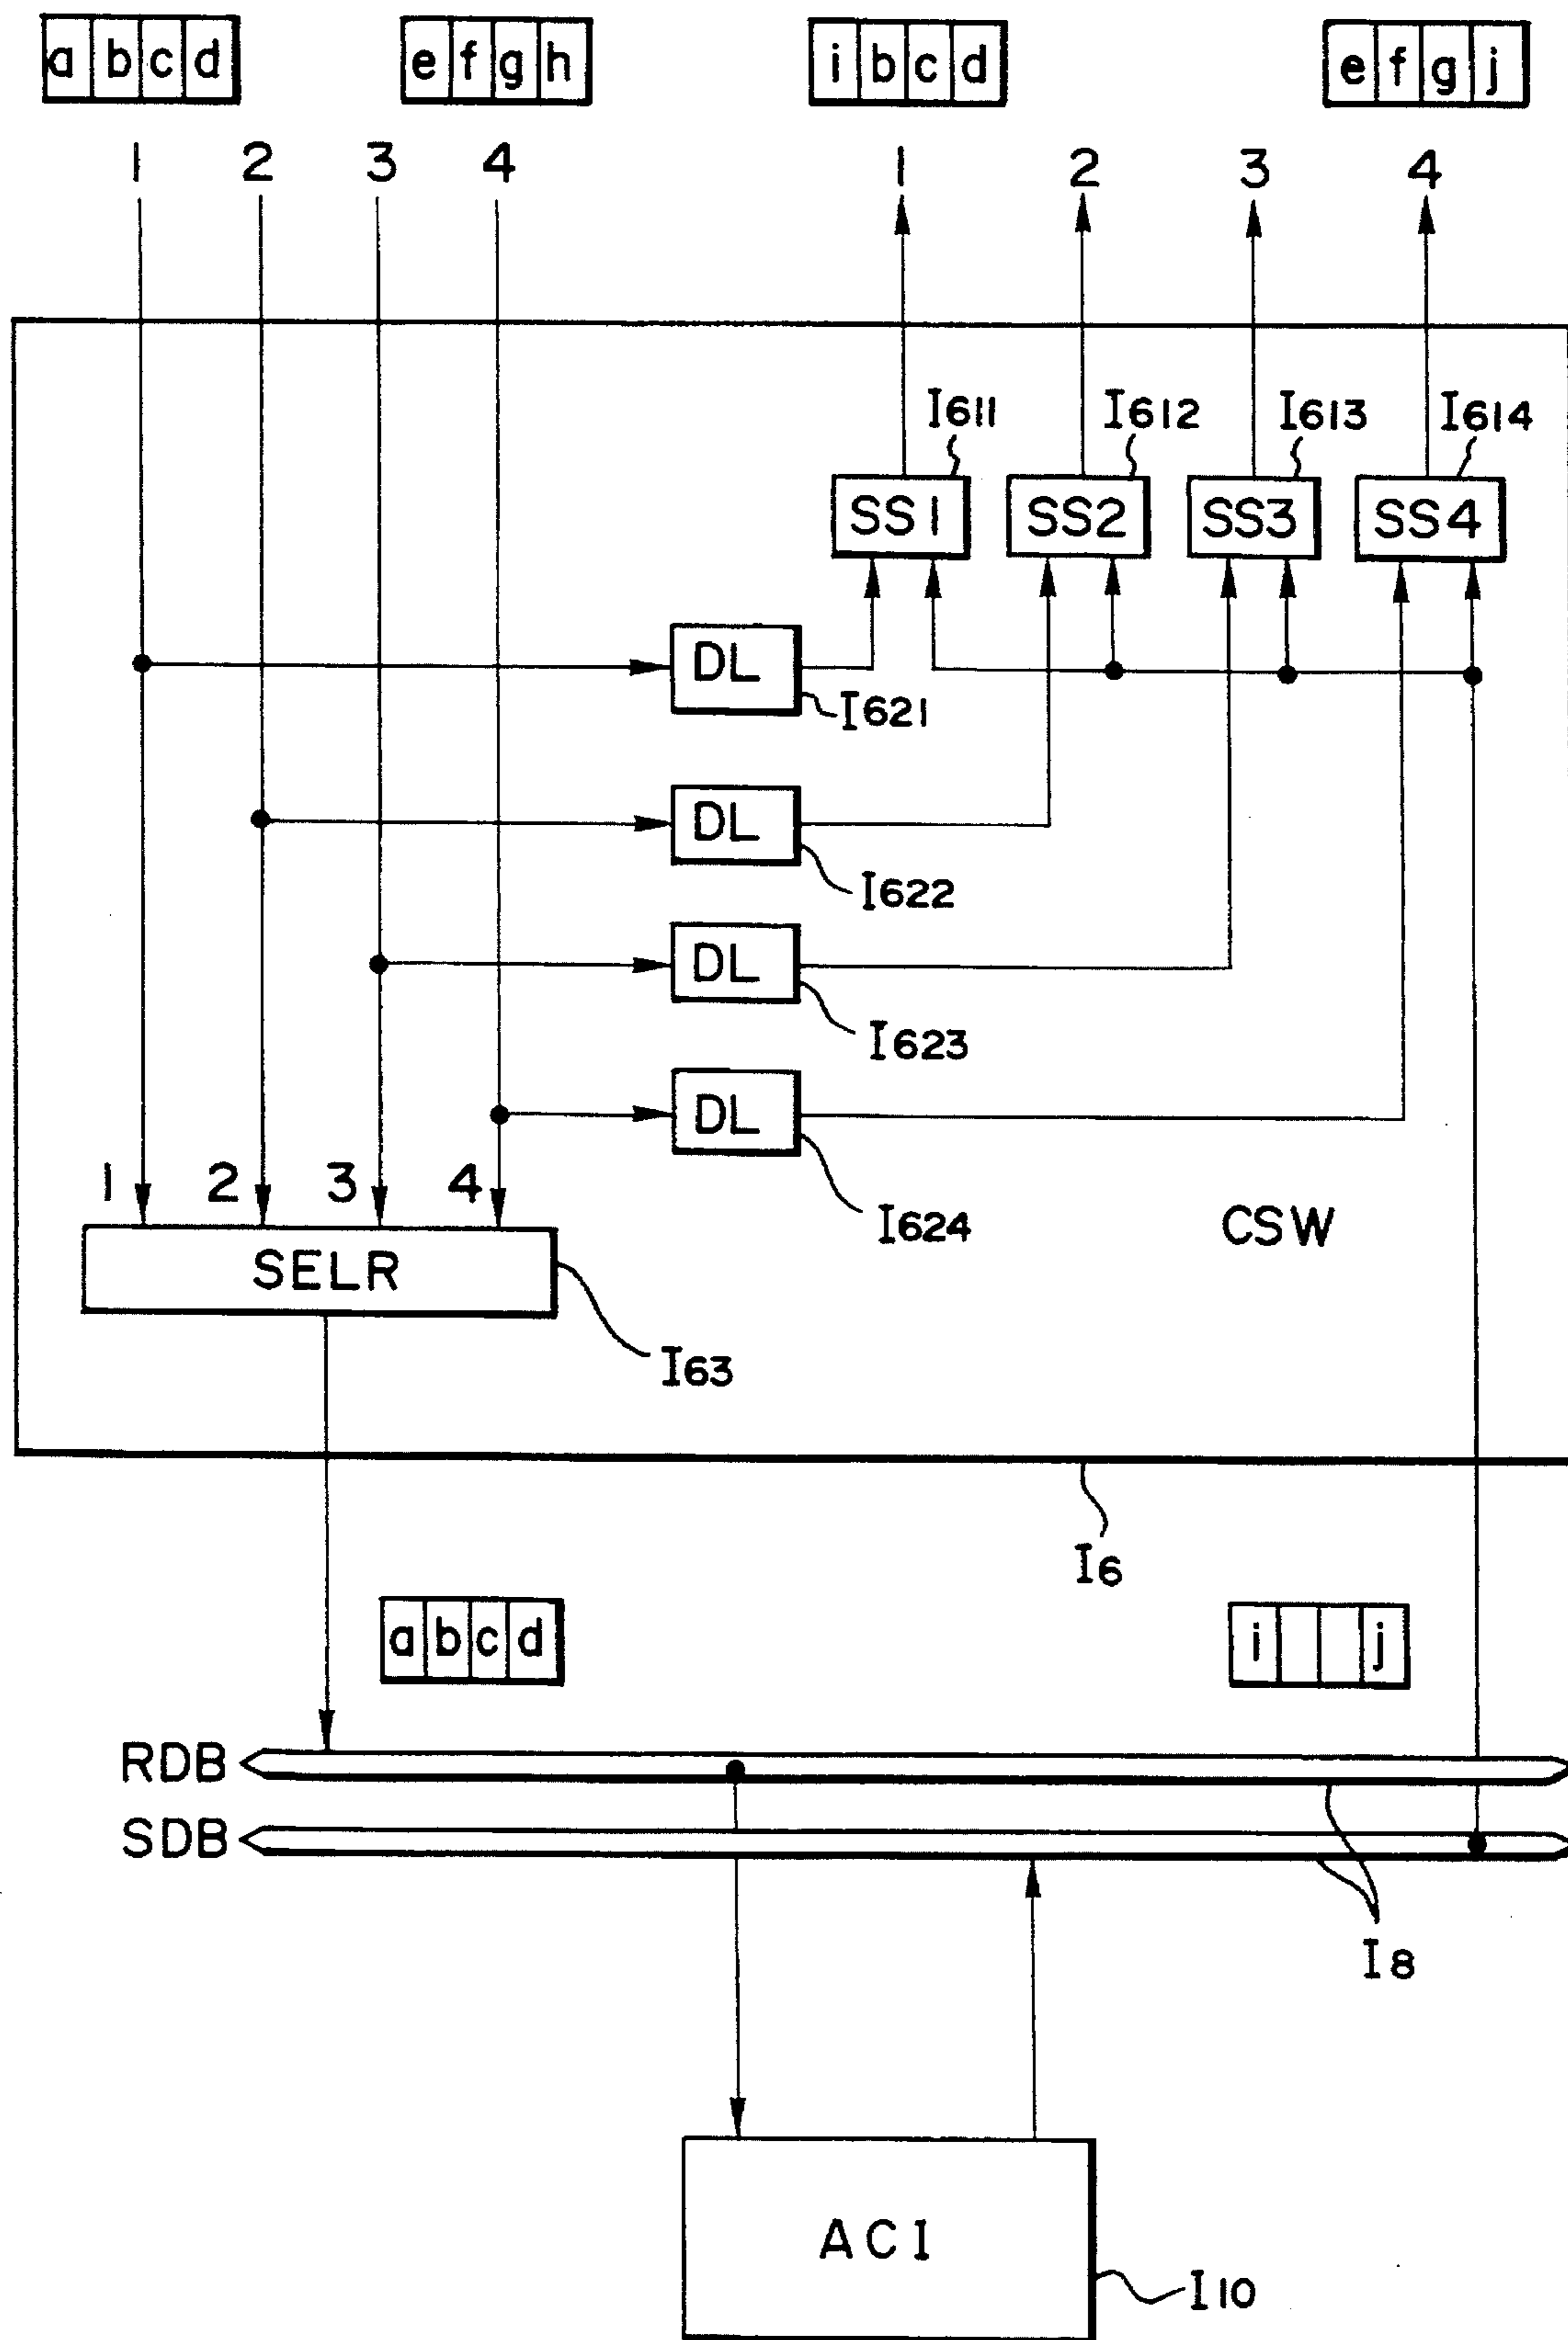 a b c d e f g h i b c d e f g j
1 2 3 4 1 2 3 4
I611 I612 I613 I614
SS1 SS2 SS3 SS4
DL
I621
DL
I622
DL
I623
DL
I624
1 2 3 4
CSW
SELR
I63
I6
a b c d i j
RDB
SDB
I8
ACI
I10